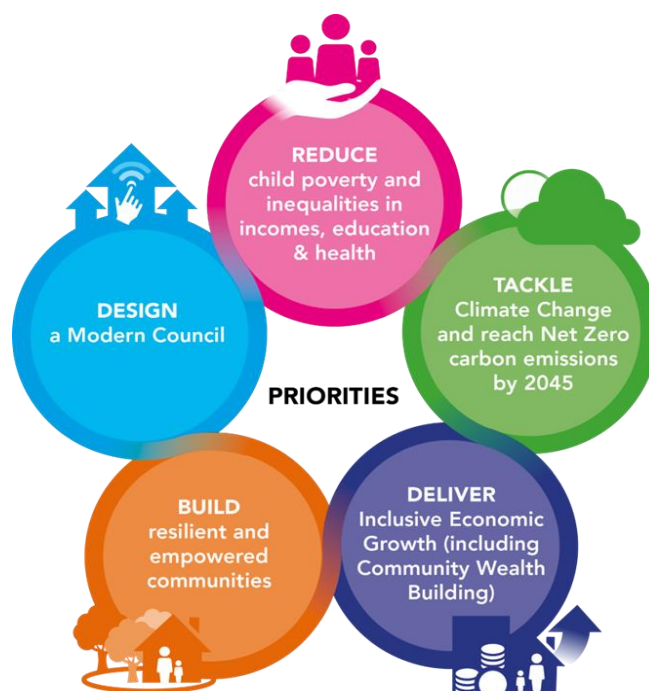 REDUCE
child poverty and
inequalities in
incomes, education
& health
TACKLE
Climate Change
and reach Net Zero
carbon emissions
by 2045
DELIVER
Inclusive Economic
Growth (including
Community Wealth
Building)
BUILD
resilient and
empowered
communities
DESIGN
a Modern Council
PRIORITIES